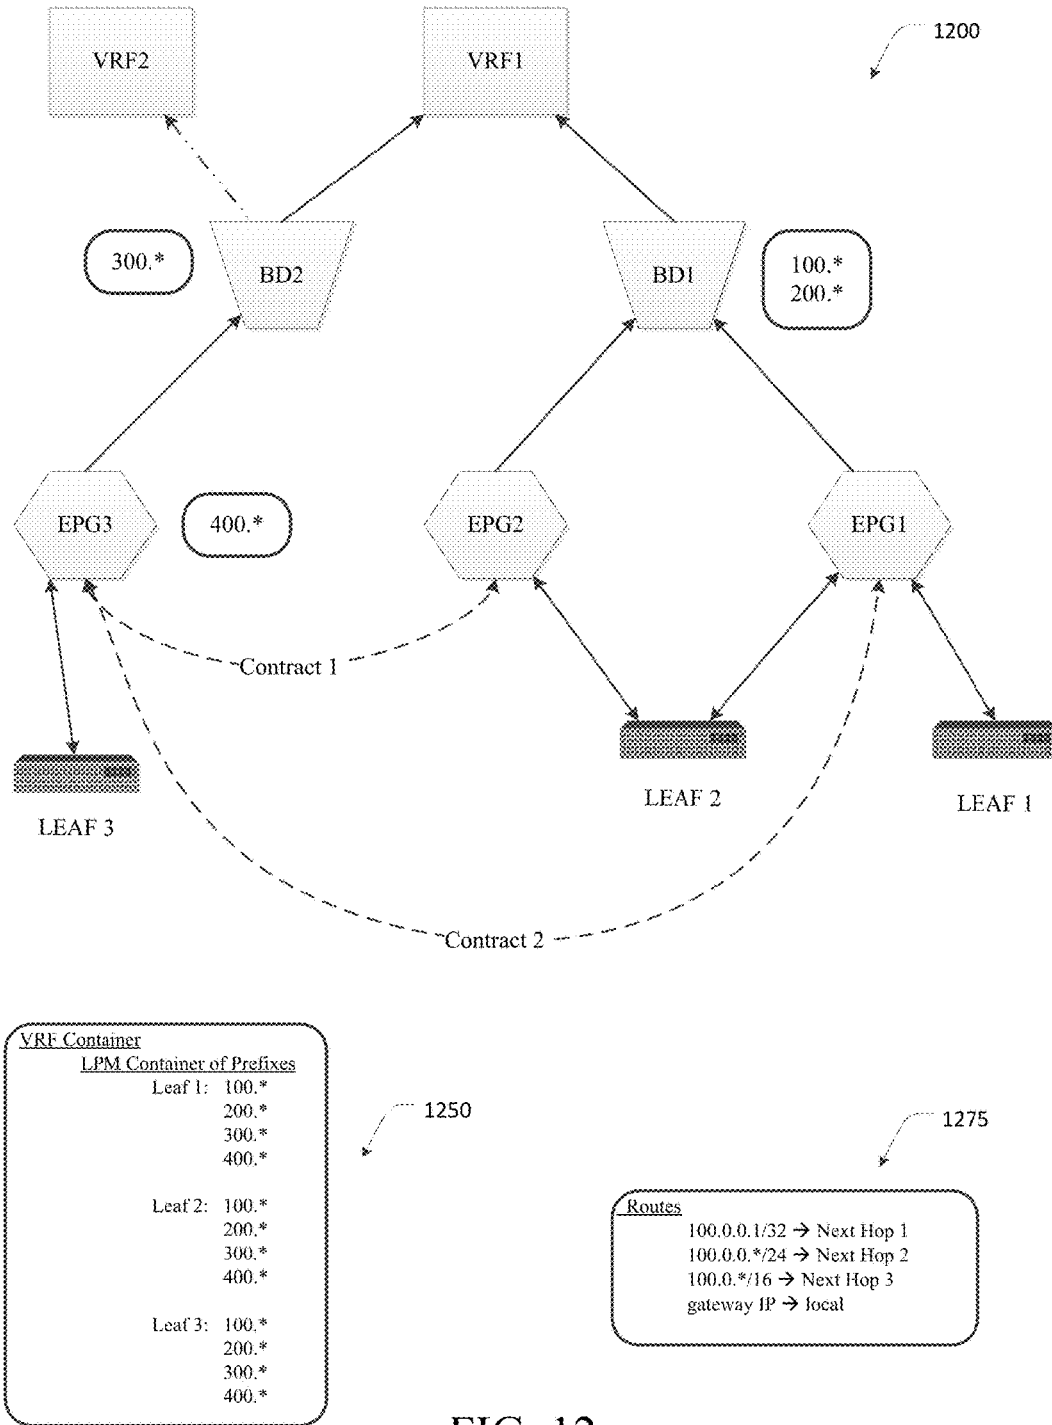 1200
VRF2
VRF1
300.*
BD2
BD1
100.*
200.*
EPG3
400.*
EPG2
EPG1
Contract 1
LEAF 3
LEAF 2
LEAF 1
Contract 2
VRF Container
LPM Container of Prefixes
Leaf 1: 100.*
200.*
300.*
400.*
Leaf 2: 100.*
200.*
300.*
400.*
Leaf 3: 100.*
200.*
300.*
400.*
1250
1275
Routes
100.0.0.1/32 → Next Hop 1
100.0.0.*/24 → Next Hop 2
100.0.*/16 → Next Hop 3
gateway IP → local
FIG. 12